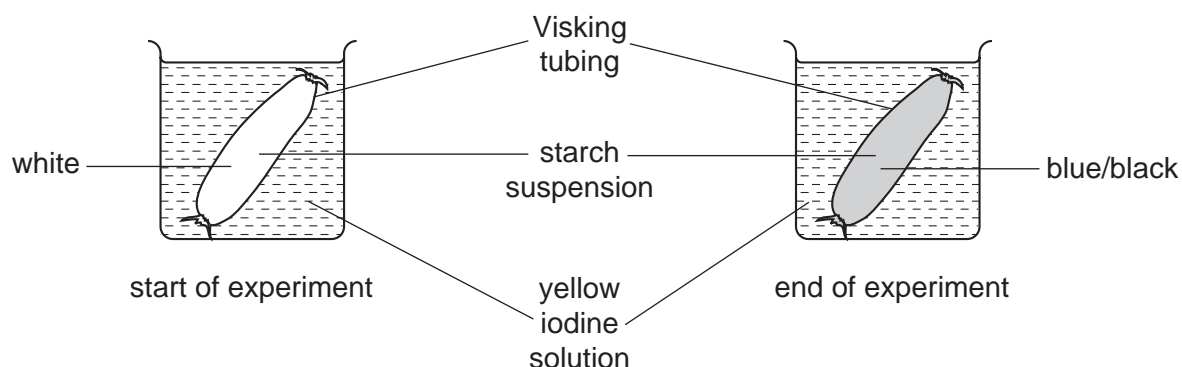 Visking
tubing
white
starch
suspension
blue/black
start of experiment
yellow
iodine
solution
end of experiment